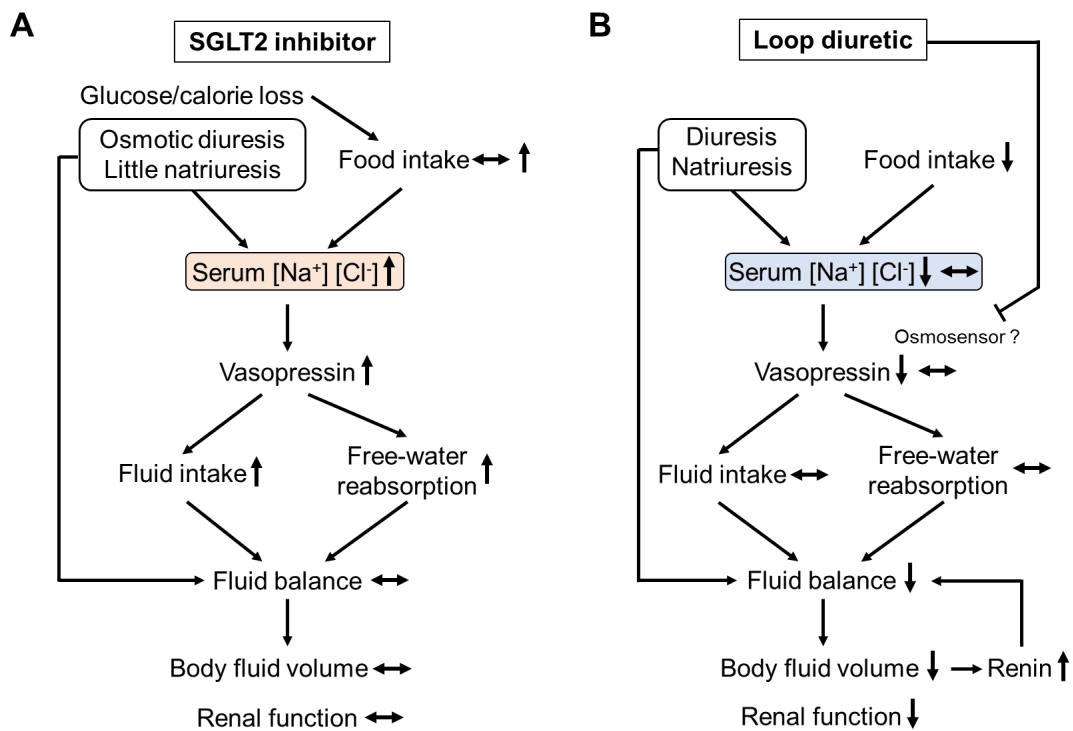 A
SGLT2 inhibitor
Glucose/calorie loss
Osmotic diuresis
Little natriuresis
Food intake
Serum [Na⁺] [Cl⁻]
Vasopressin
Fluid intake
Free-water
reabsorption
Fluid balance
Body fluid volume
Renal function
B
Loop diuretic
Diuresis
Natriuresis
Food intake
Serum [Na⁺] [Cl⁻]
Osmosensor ?
Vasopressin
Fluid intake
Free-water
reabsorption
Fluid balance
Body fluid volume
Renin
Renal function